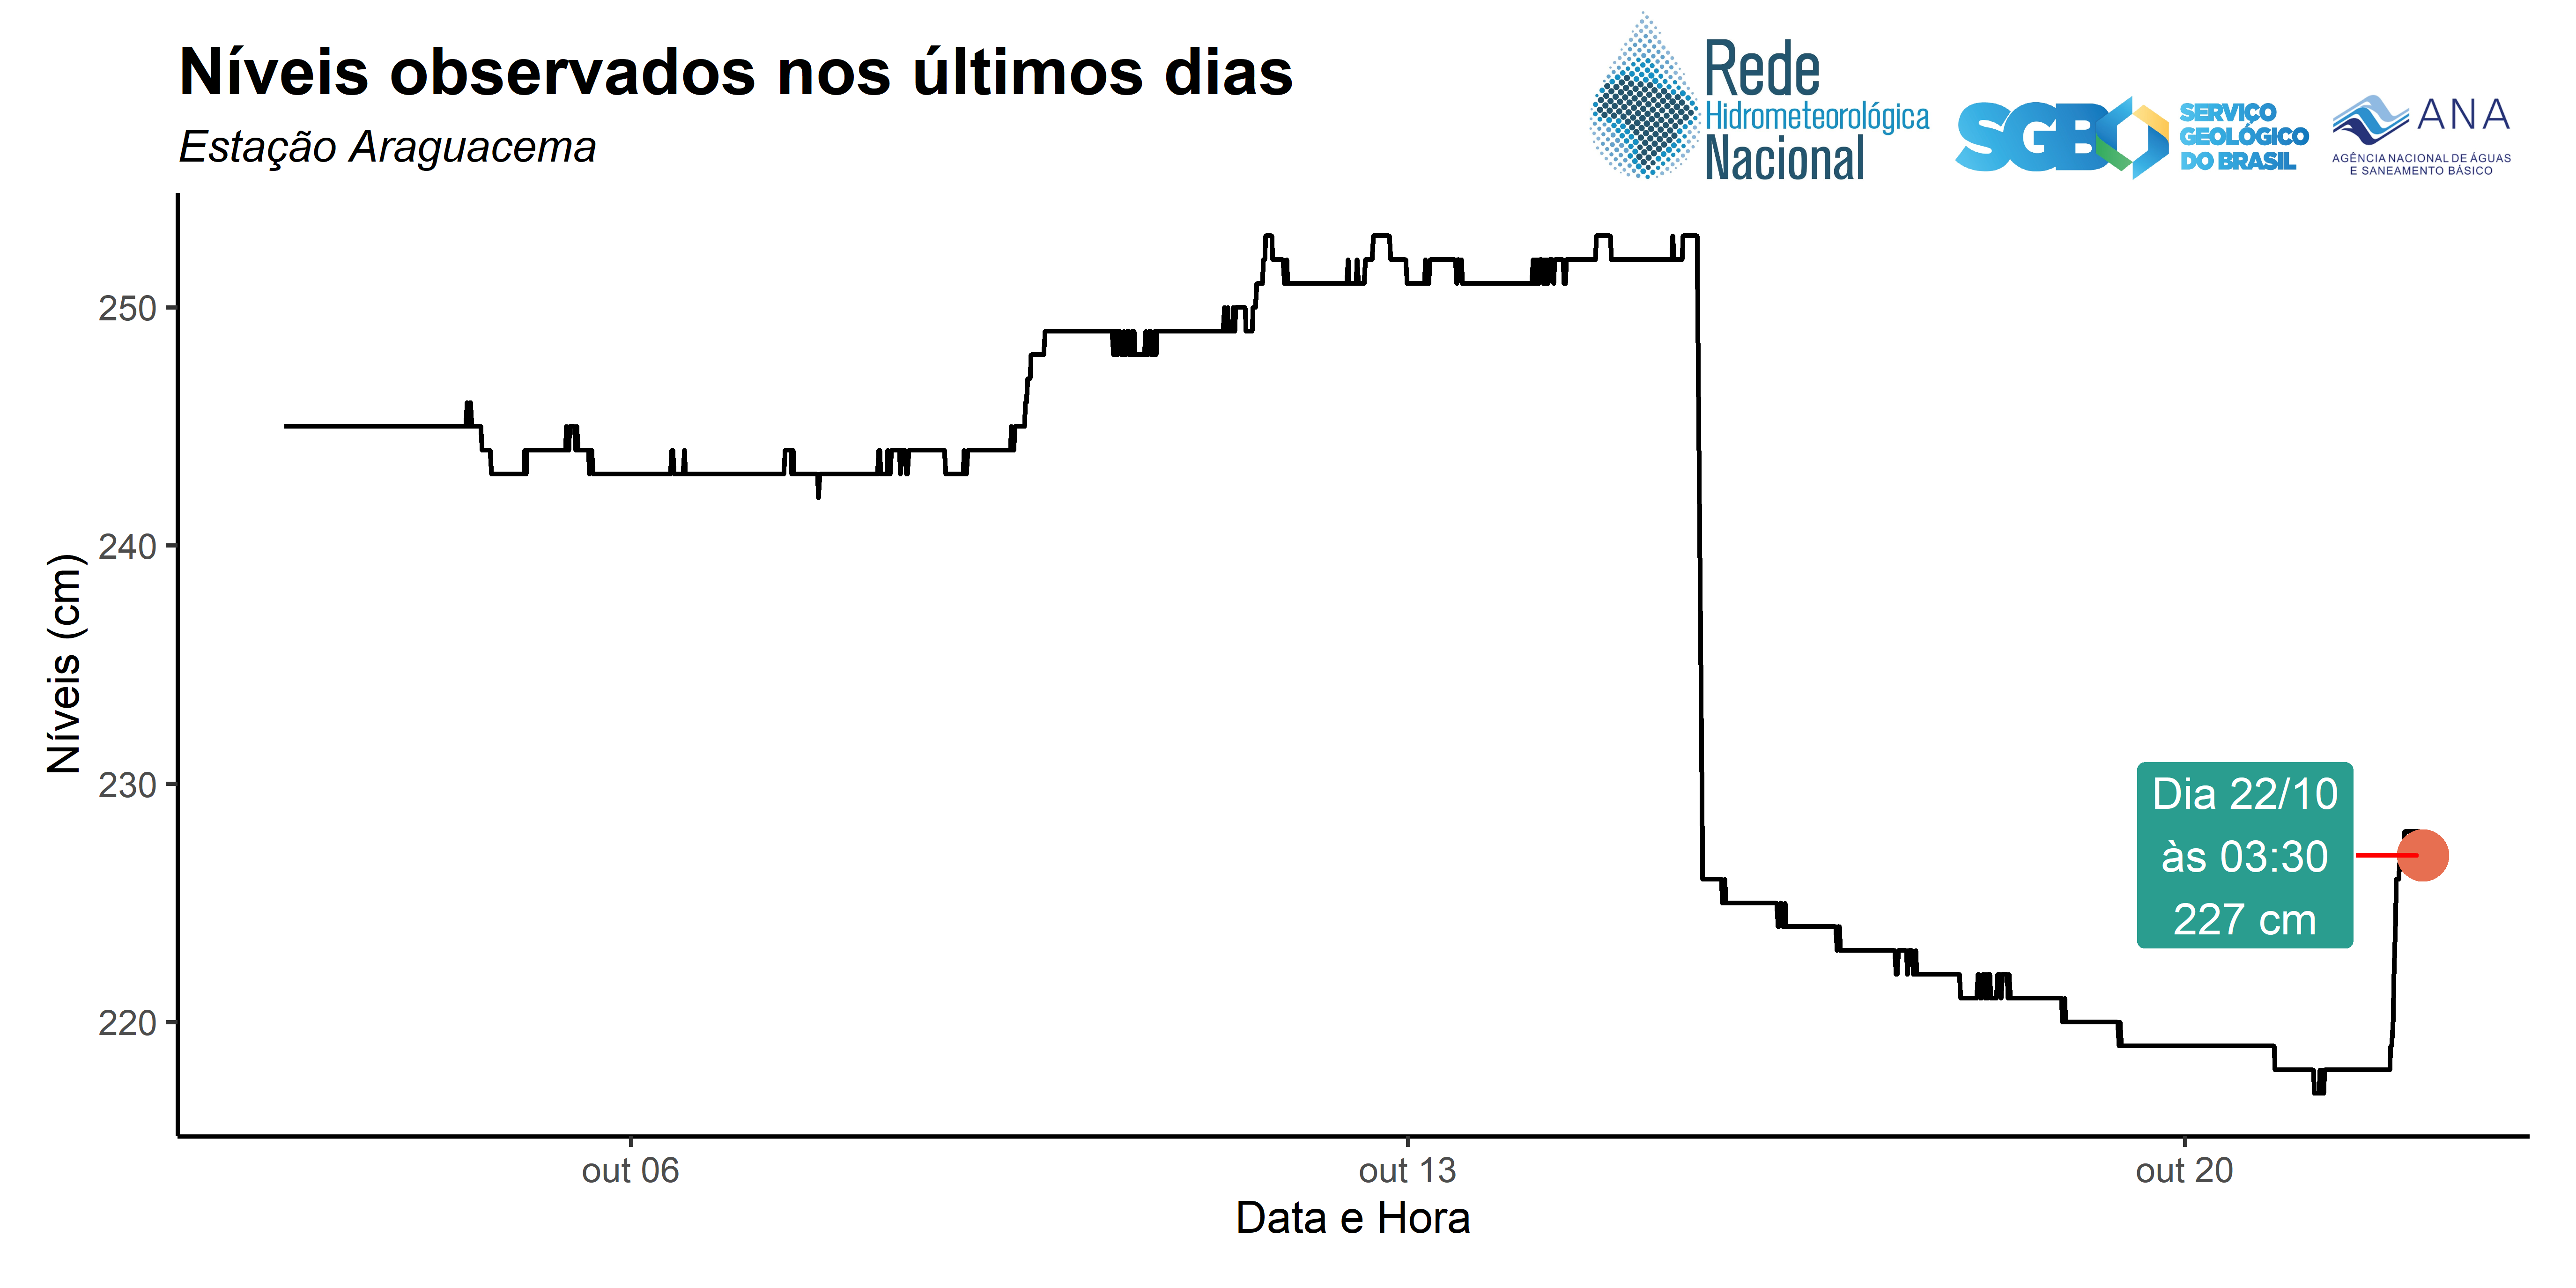 Níveis observados nos últimos dias
Estação Araguacema
Rede
Hidrometeorológica
Nacional
SGB
SERVIÇO
GEOLÓGICO
DO BRASIL
ANA
AGÊNCIA NACIONAL DE ÁGUAS
E SANEAMENTO BÁSICO
Níveis (cm)
250
240
230
220
Dia 22/10
às 03:30
227 cm
out 06
out 13
out 20
Data e Hora